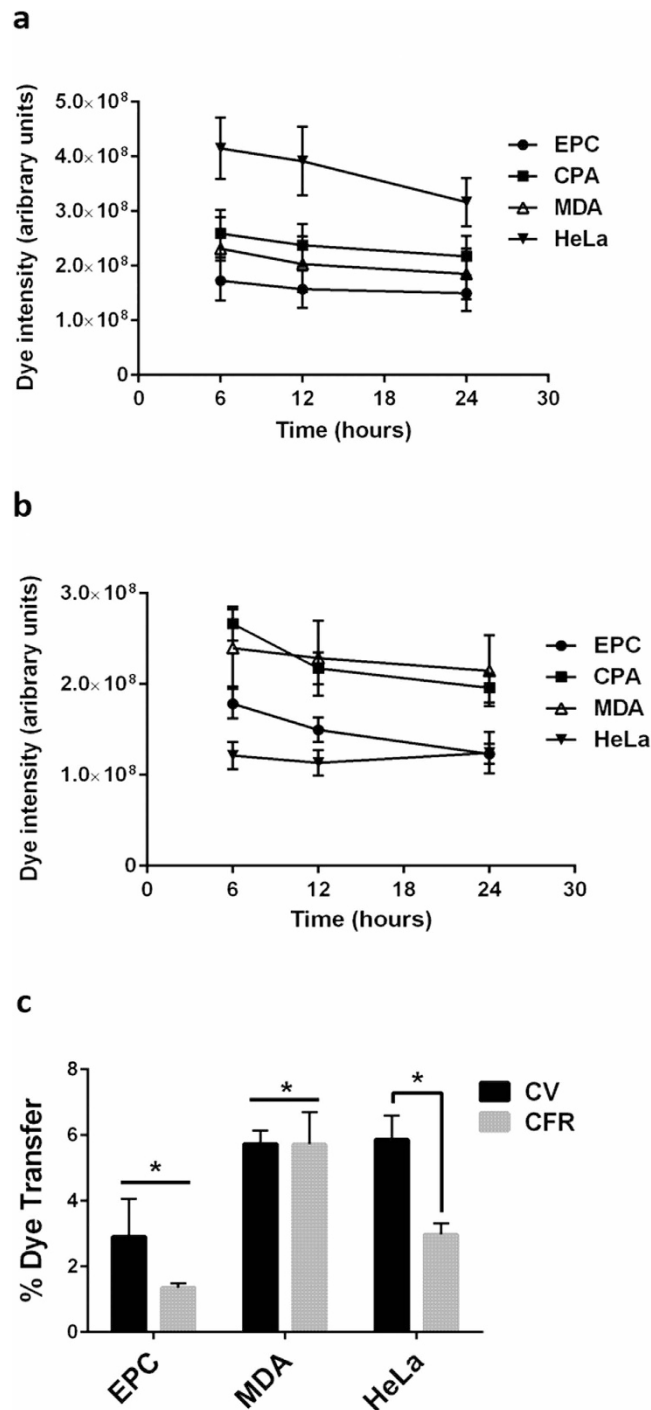 a
5.0×10⁸
4.0×10⁸
3.0×10⁸
2.0×10⁸
1.0×10⁸
0
Dye intensity (aribrary units)
0 6 12 18 24 30
Time (hours)
EPC
CPA
MDA
HeLa
b
3.0×10⁸
2.0×10⁸
1.0×10⁸
0
Dye intensity (aribrary units)
0 6 12 18 24 30
Time (hours)
EPC
CPA
MDA
HeLa
c
8
6
4
2
0
% Dye Transfer
* * *
EPC MDA HeLa
CV
CFR